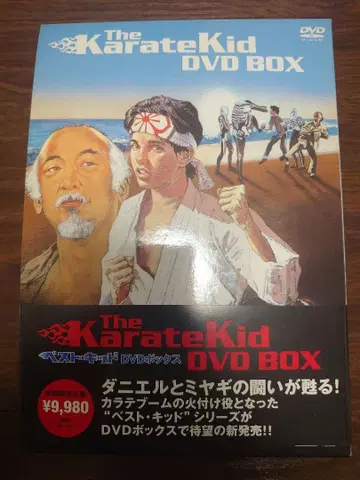 The
KarateKid
DVD BOX
DVD
The
KarateKid
ベスト・キッド DVDボックス
DVD BOX
ダニエルとミヤギの闘いが甦る!
カラテブームの火付け役となった
“ベスト・キッド”シリーズが
DVDボックスで待望の新発売!!
¥9,980